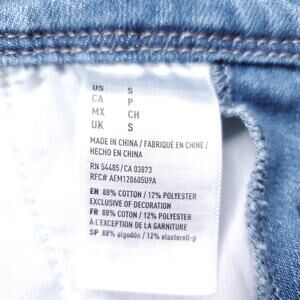 US S
CA P
MX CH
UK S
MADE IN CHINA / FABRIQUÉ EN CHINE /
HECHO EN CHINA
RN 54485/CA 03873
RFC# AEM120605U9A
EN 88% COTTON / 12% POLYESTER
EXCLUSIVE OF DECORATION
FR 88% COTON / 12% POLYESTER
À L'EXCEPTION DE LA GARNITURE
SP 88% algodón / 12% elasterell-p